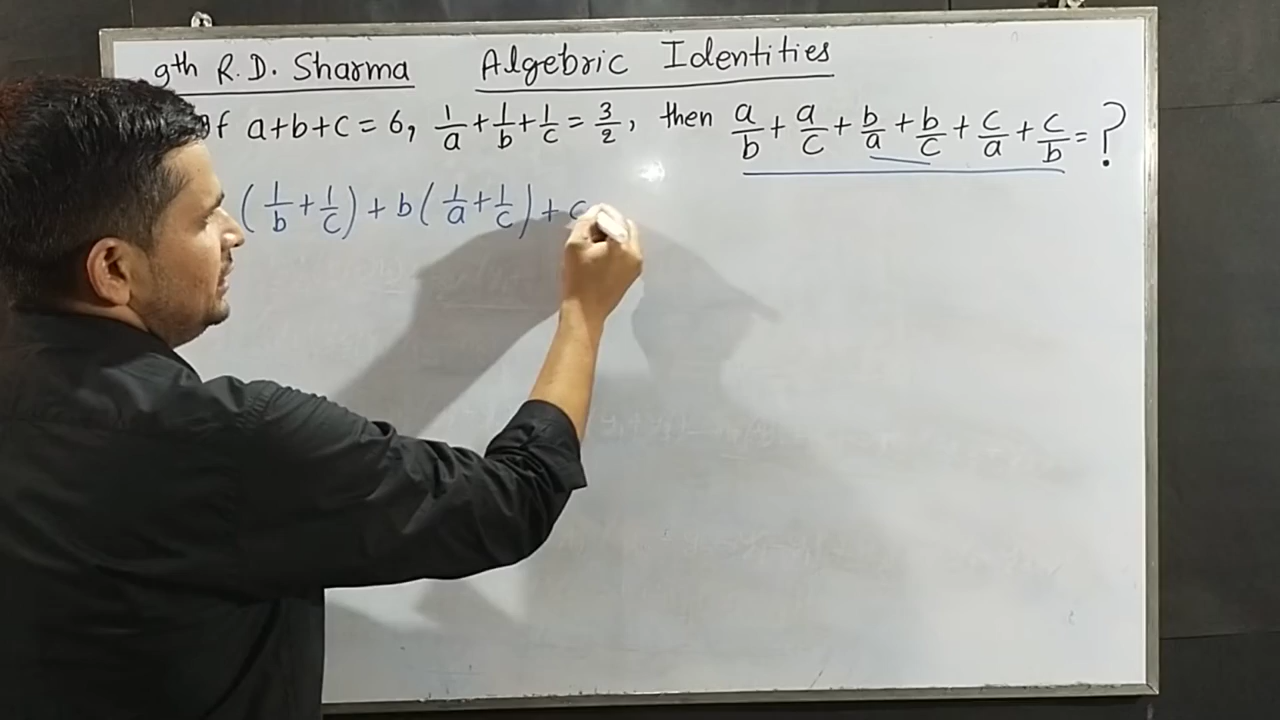 9th R.D. Sharma Algebric Identities
If a+b+c = 6, 1/a + 1/b + 1/c = 3/2, then a/b + a/c + b/a + b/c + c/a + c/b = ?
(1/b + 1/c) + b(1/a + 1/c) + c